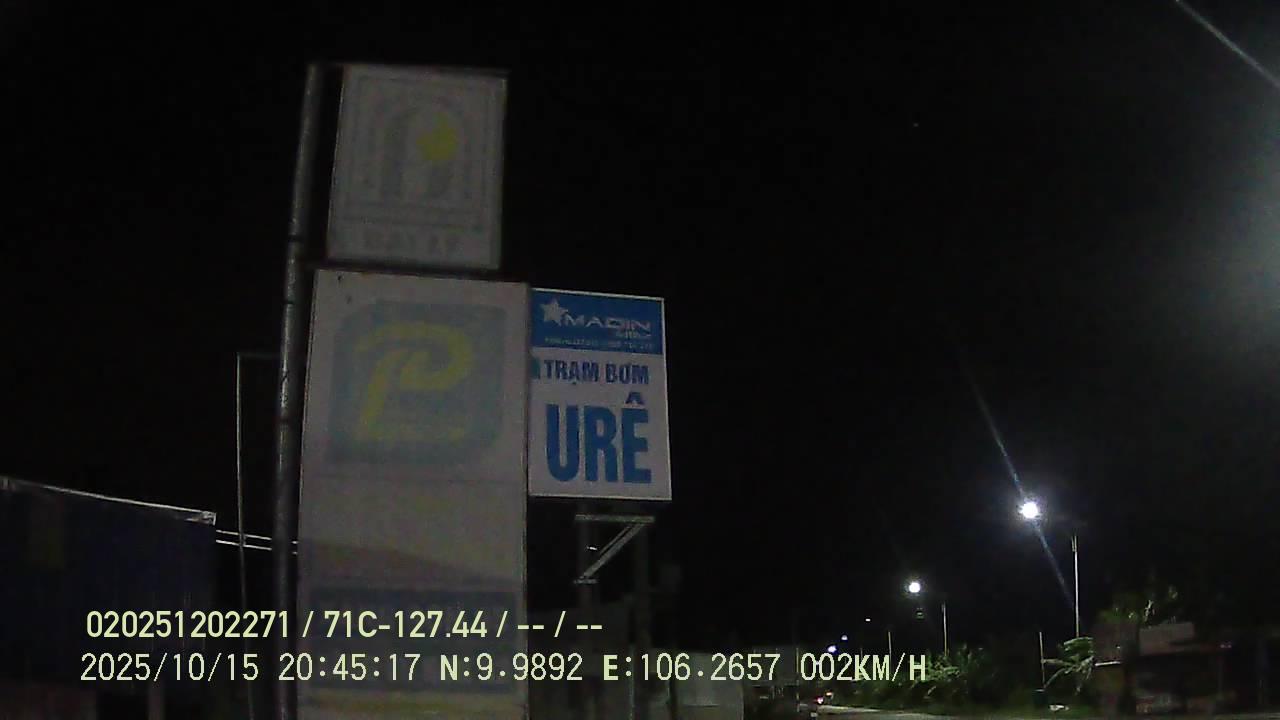 MADIN
TRẠM BƠM
URÊ
020251202271 / 71C-127.44 / -- / --
2025/10/15 20:45:17 N:9.9892 E:106.2657 002KM/H